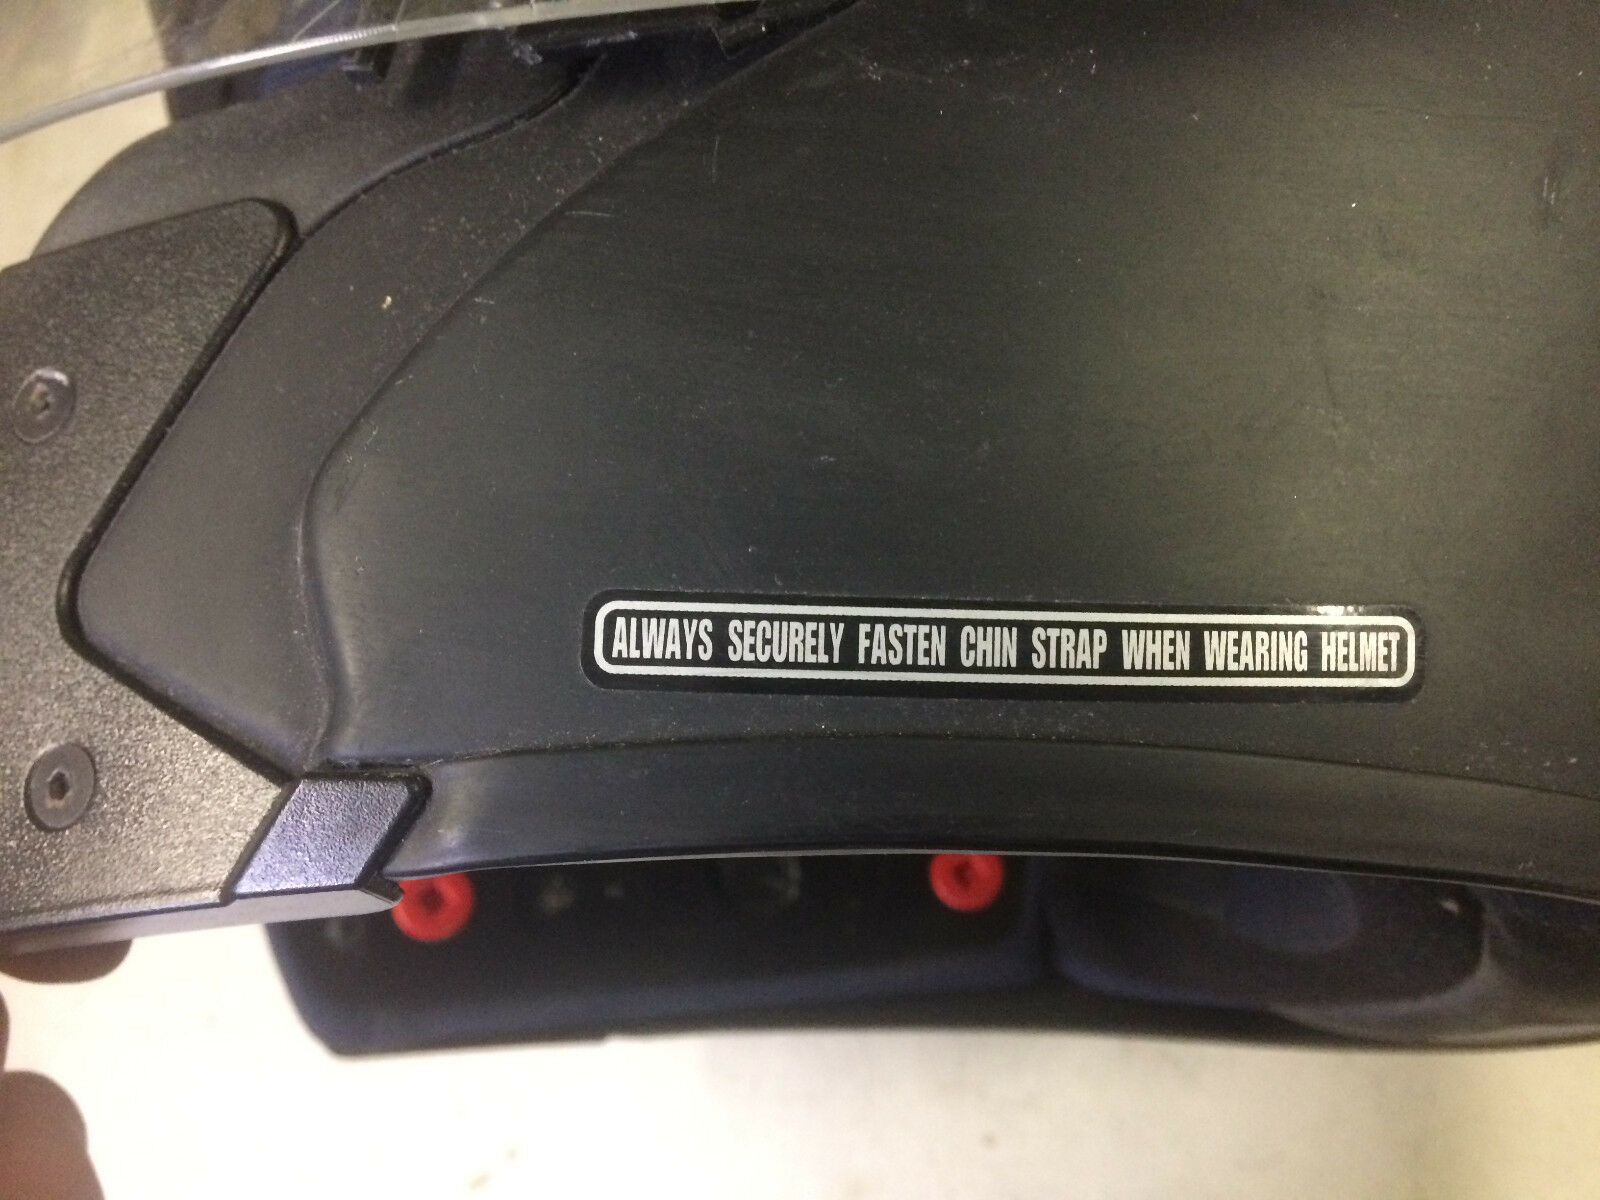 ALWAYS SECURELY FASTEN CHIN STRAP WHEN WEARING HELMET